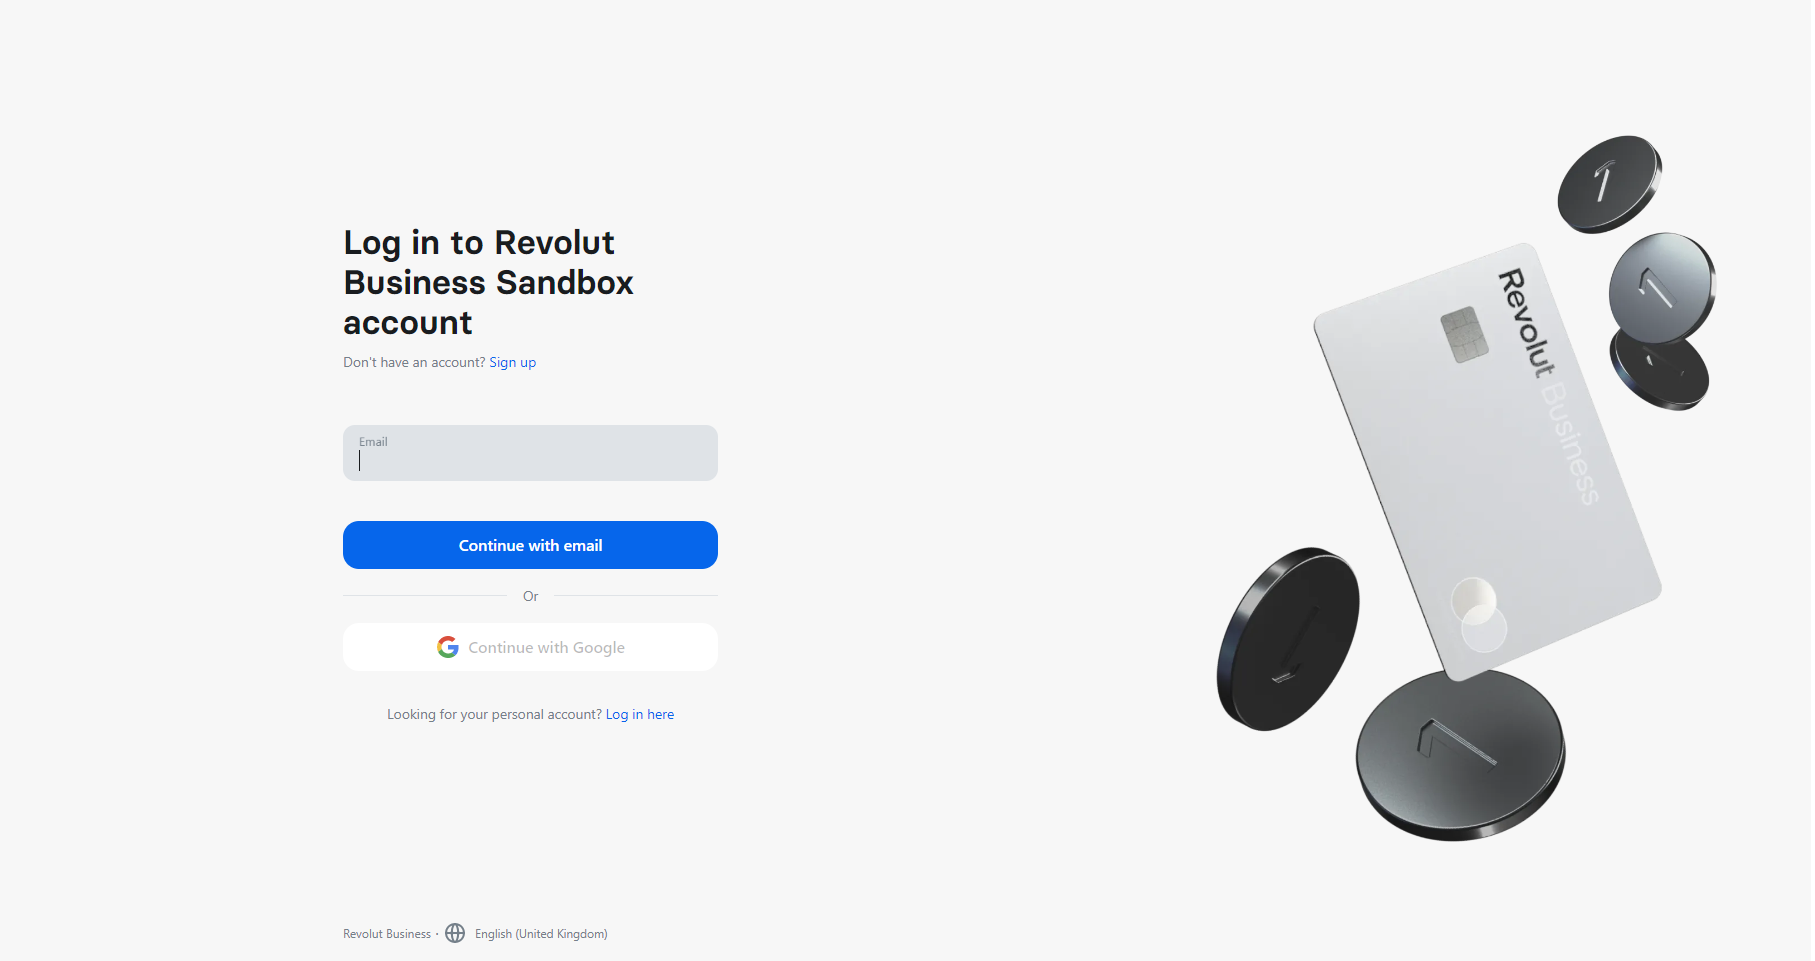 Log in to Revolut
Business Sandbox
account
Don't have an account? Sign up
Email
Continue with email
Or
Continue with Google
Looking for your personal account? Log in here
Revolut Business · English (United Kingdom)
Revolut Business